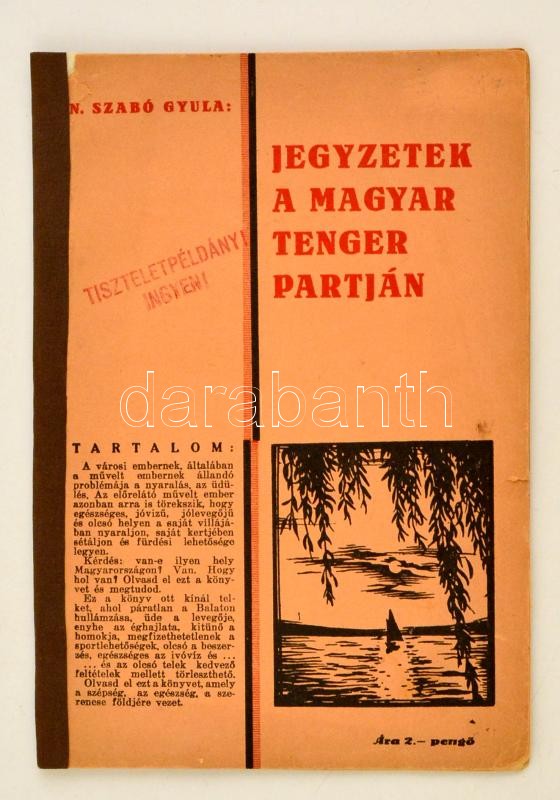 N. SZABÓ GYULA:
JEGYZETEK
A MAGYAR
TENGER
PARTJÁN
TISZTELETPÉLDÁNY!
INGYEN!
darabanth
TARTALOM:
A városi embernek, általában
a művelt embernek állandó
problémája a nyaralás, az üdü-
lés. Az előrelátó művelt ember
azonban arra is törekszik, hogy
egészséges, jóvizű, jólevegőjű
és olcsó helyen a saját villájá-
ban nyaraljon, saját kertjében
sétáljon és fürdési lehetősége
legyen.
Kérdés: van-e ilyen hely
Magyarországon? Van. Hogy
hol van? Olvasd el ezt a köny-
vet és megtudod.
Ez a könyv ott kínál tel-
ket, ahol páratlan a Balaton
hullámzása, üde a levegője,
enyhe az éghajlata, kitünő a
homokja, megfizethetetlenek a
sportlehetőségek, olcsó a beszer-
zés, egészséges az ivóvíz és ...
... és az olcsó telek kedvező
feltételek mellett törleszthető.
Olvasd el ezt a könyvet, amely
a szépség, az egészség, a sze-
rencse földjére vezet.
Ára 2.— pengő